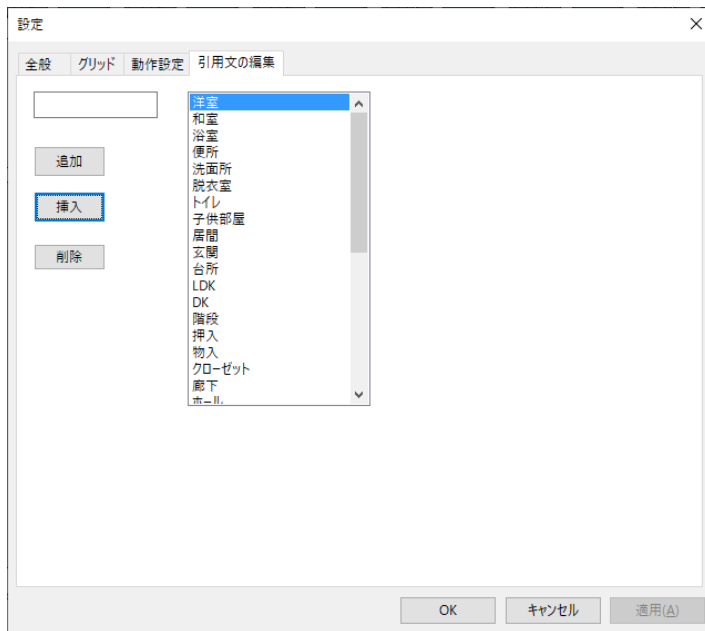 設定
全般 グリッド 動作設定 引用文の編集
追加
挿入
削除
洋室
和室
浴室
便所
洗面所
脱衣室
トイレ
子供部屋
居間
玄関
台所
LDK
DK
階段
押入
物入
クローゼット
廊下
ホール
OK キャンセル 適用(A)